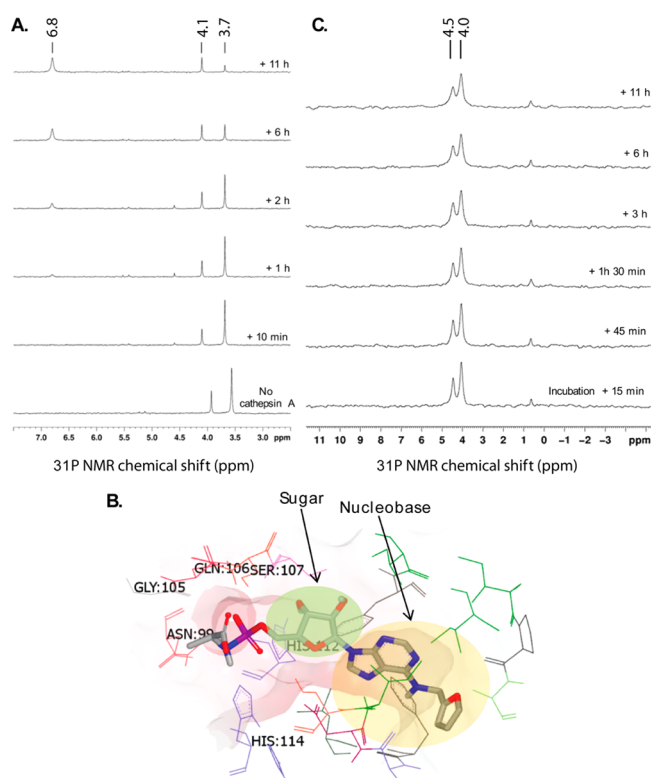 A.
6.8
4.1
3.7
+ 11 h
+ 6 h
+ 2 h
+ 1 h
+ 10 min
No
cathepsin A
7.5 7.0 6.5 6.0 5.5 5.0 4.5 4.0 3.5 3.0 ppm
31P NMR chemical shift (ppm)
C.
4.5
4.0
+ 11 h
+ 6 h
+ 3 h
+ 1h 30 min
+ 45 min
Incubation + 15 min
11 10 9 8 7 6 5 4 3 2 1 0 −1 −2 −3 ppm
31P NMR chemical shift (ppm)
B.
Sugar
Nucleobase
GLN:106 SER:107
GLY:105
ASN:99
HIS:114